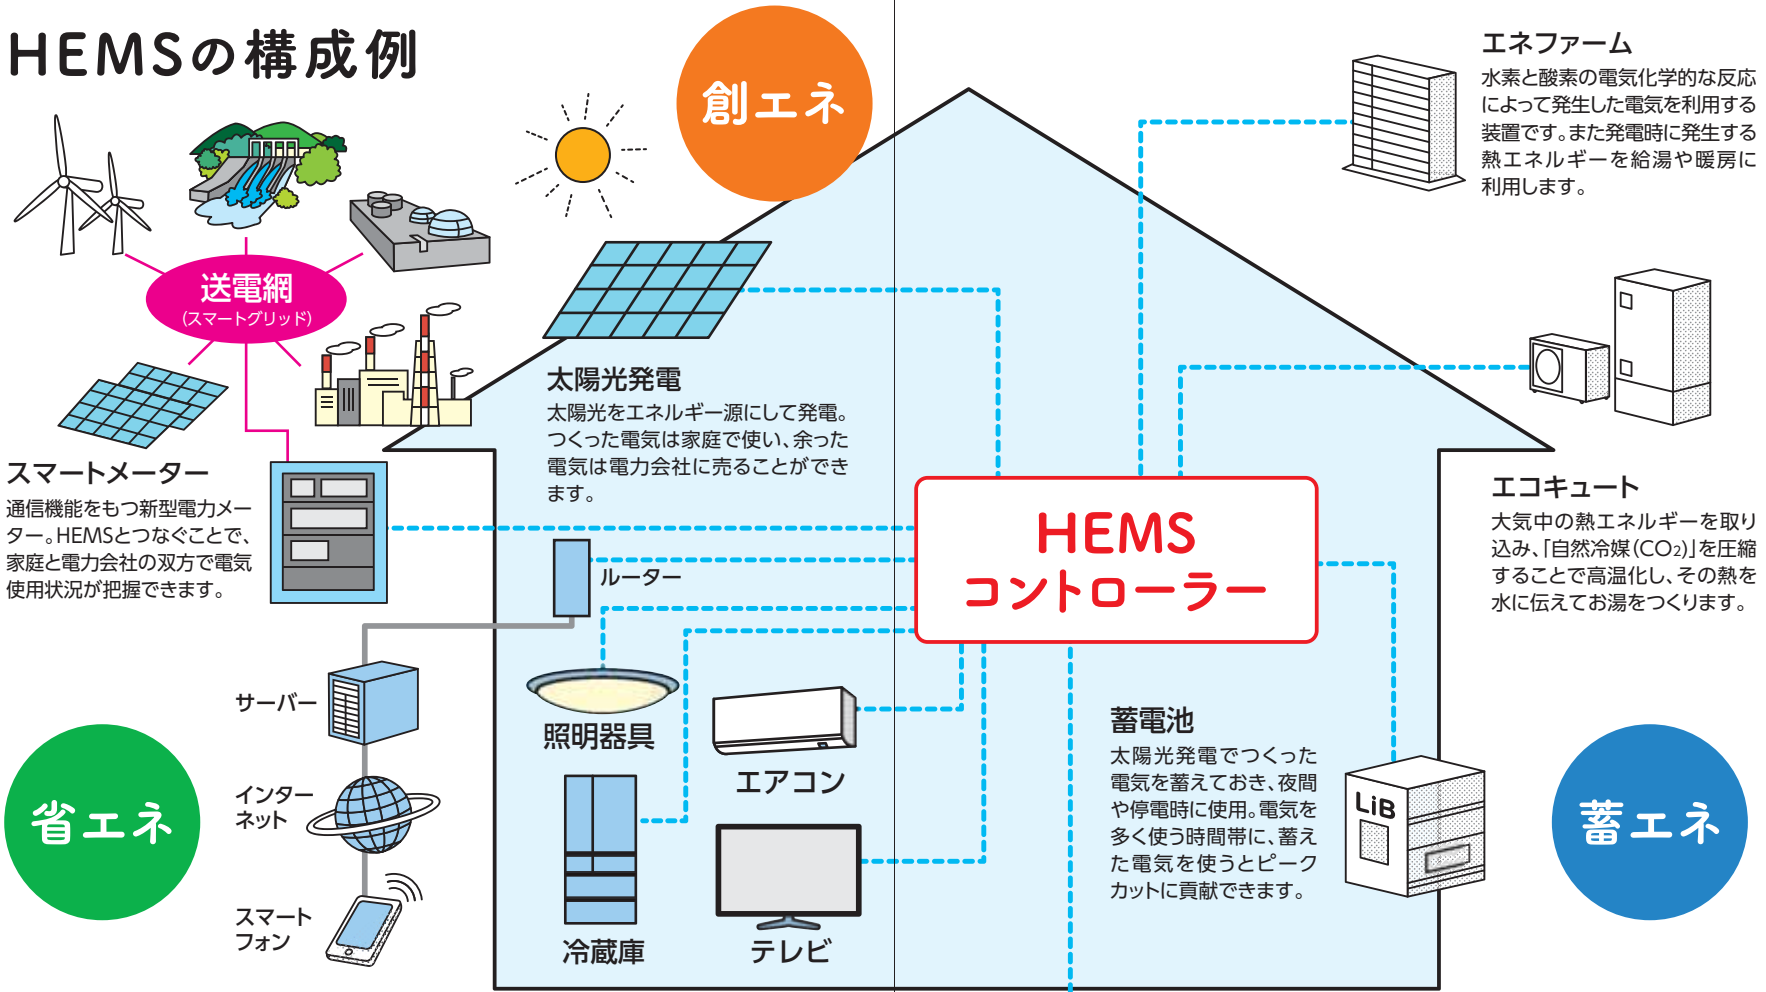 HEMSの構成例
創エネ
エネファーム
水素と酸素の電気化学的な反応
によって発生した電気を利用する
装置です。また発電時に発生する
熱エネルギーを給湯や暖房に
利用します。
送電網
(スマートグリッド)
太陽光発電
太陽光をエネルギー源にして発電。
つくった電気は家庭で使い、余った
電気は電力会社に売ることができ
ます。
スマートメーター
通信機能をもつ新型電力メー
ター。HEMSとつなぐことで、
家庭と電力会社の双方で電気
使用状況が把握できます。
HEMS
コントローラー
エコキュート
大気中の熱エネルギーを取り
込み、「自然冷媒(CO₂)」を圧縮
することで高温化し、その熱を
水に伝えてお湯をつくります。
ルーター
サーバー
インター
ネット
スマート
フォン
省エネ
照明器具
エアコン
冷蔵庫
テレビ
蓄電池
太陽光発電でつくった
電気を蓄えておき、夜間
や停電時に使用。電気を
多く使う時間帯に、蓄え
た電気を使うとピーク
カットに貢献できます。
LiB
蓄エネ